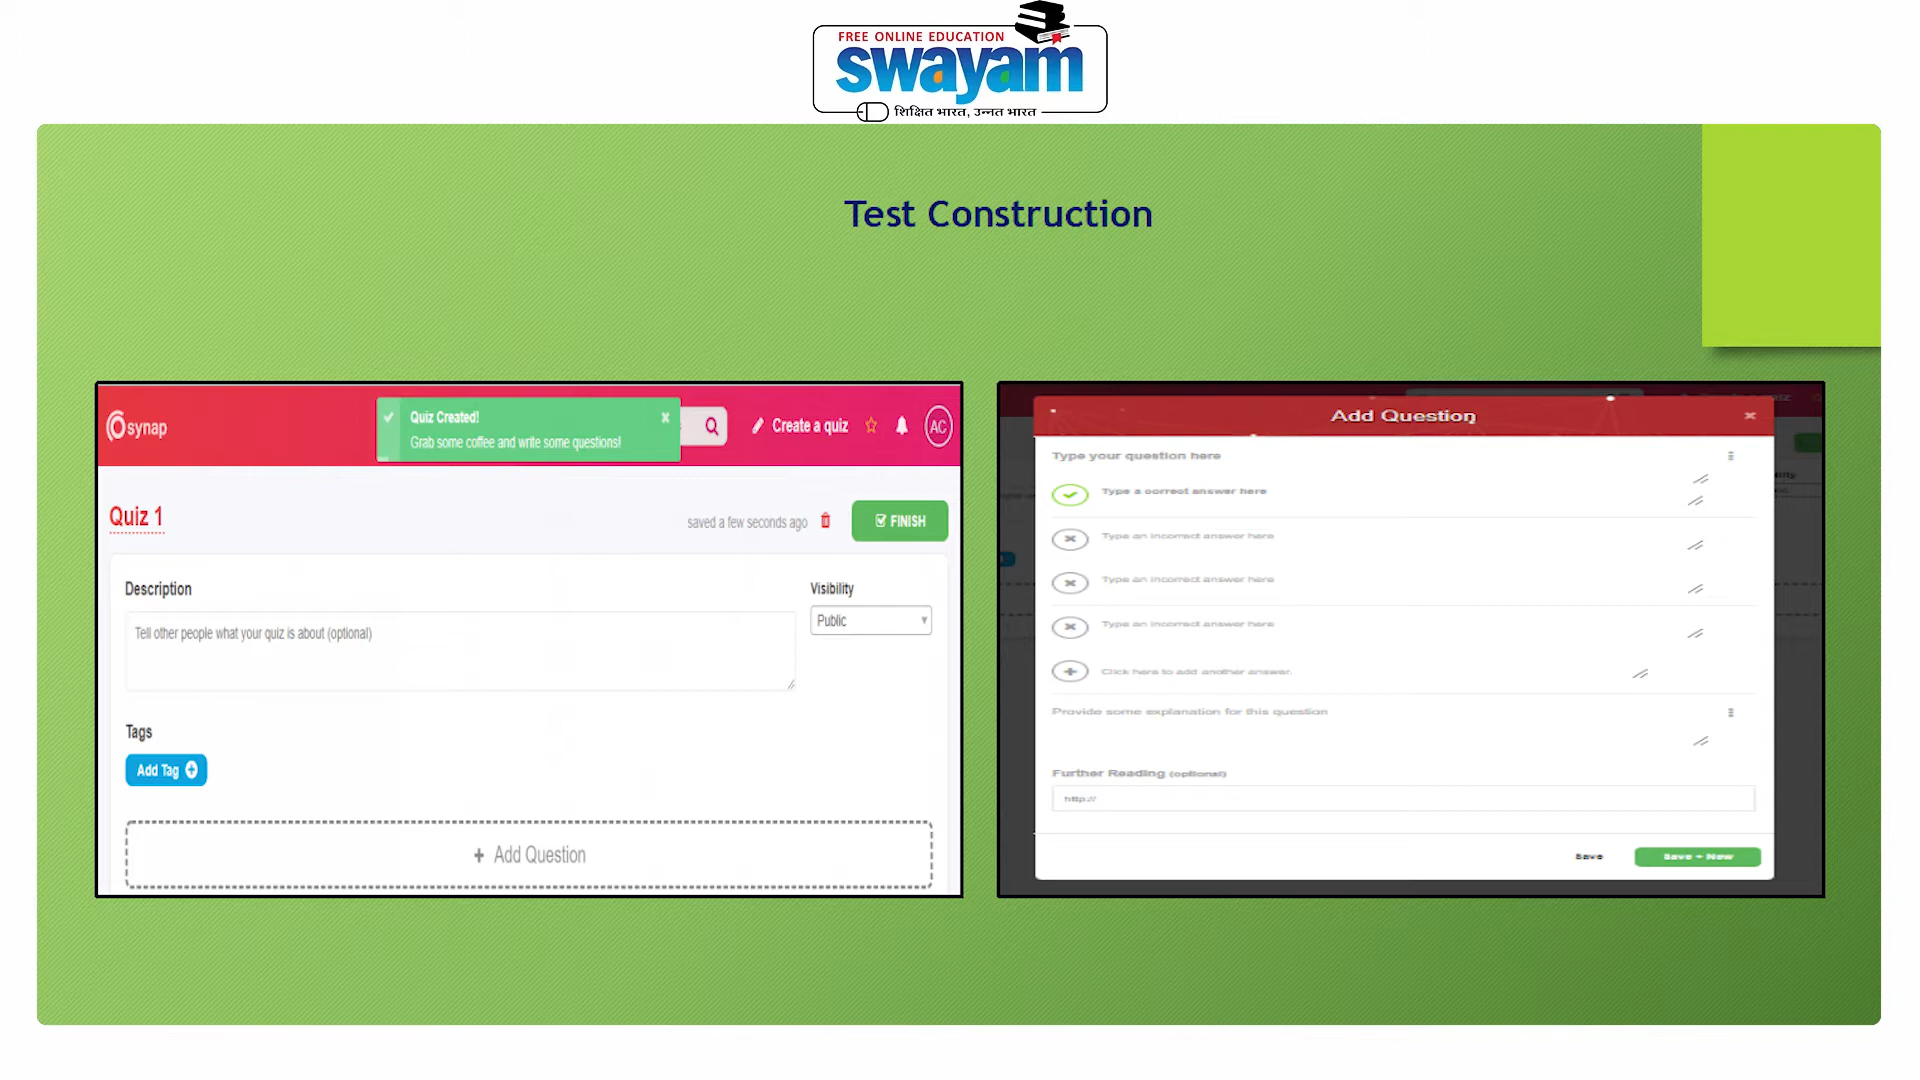 FREE ONLINE EDUCATION
swayam
शिक्षित भारत, उन्नत भारत
Test Construction
synap
Quiz Created!
Grab some coffee and write some questions!
Create a quiz
AC
Quiz 1
saved a few seconds ago
FINISH
Description
Visibility
Tell other people what your quiz is about (optional)
Public
Tags
Add Tag
+ Add Question
Add Question
Type your question here
Type a correct answer here
Type an incorrect answer here
Type an incorrect answer here
Type an incorrect answer here
Click here to add another answer.
Provide some explanation for this question
Further Reading (optional)
http://
Save
Save + New